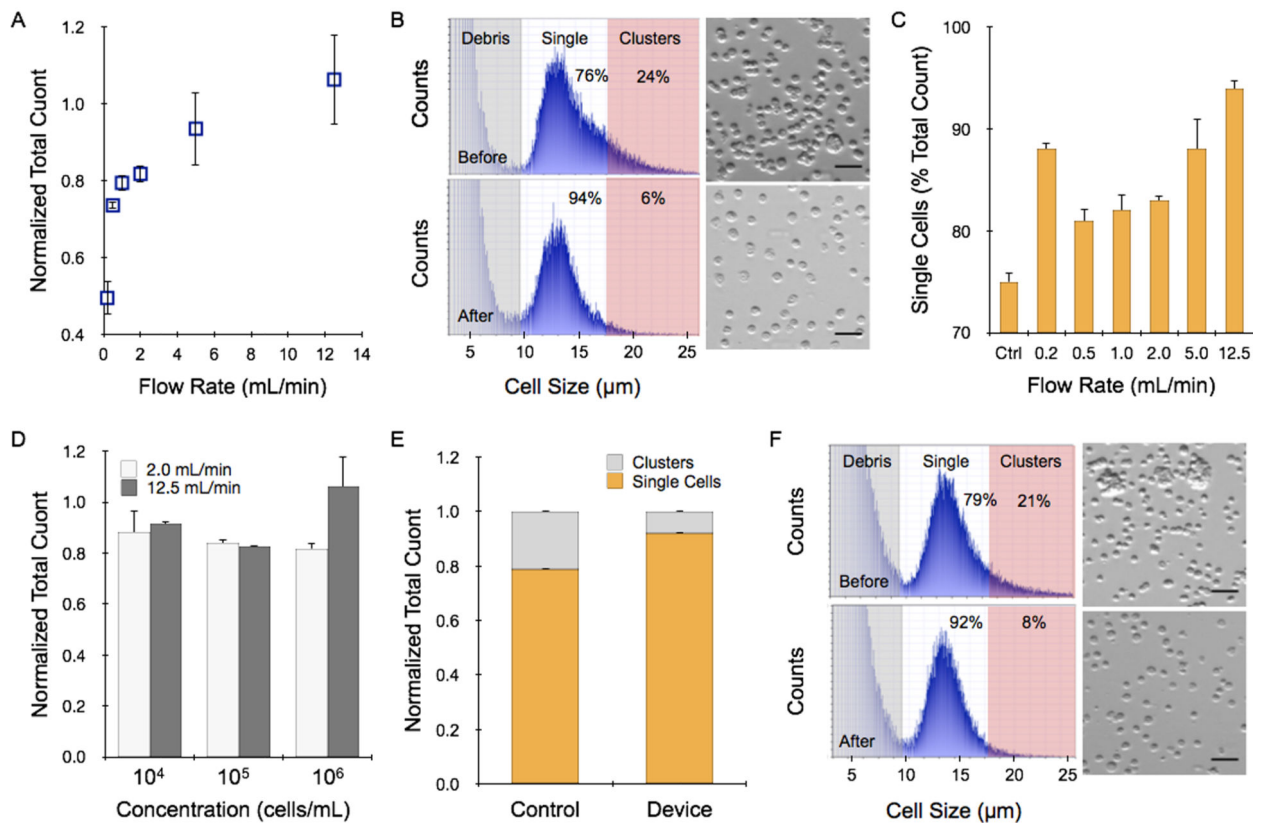 A
1.2
1.0
0.8
0.6
0.4
Normalized Total Cuont
0 2 4 6 8 10 12 14
Flow Rate (mL/min)
B
Debris Single Clusters
76% 24%
Counts
Before
94% 6%
Counts
After
5 10 15 20 25
Cell Size (µm)
C
100
90
80
70
Single Cells (% Total Count)
Ctrl 0.2 0.5 1.0 2.0 5.0 12.5
Flow Rate (mL/min)
D
1.2
1.0
0.8
0.6
0.4
0.2
0.0
Normalized Total Cuont
2.0 mL/min
12.5 mL/min
10⁴ 10⁵ 10⁶
Concentration (cells/mL)
E
1.2
1.0
0.8
0.6
0.4
0.2
0.0
Normalized Total Cuont
Clusters
Single Cells
Control Device
F
Debris Single Clusters
79% 21%
Counts
Before
92% 8%
Counts
After
5 10 15 20 25
Cell Size (µm)